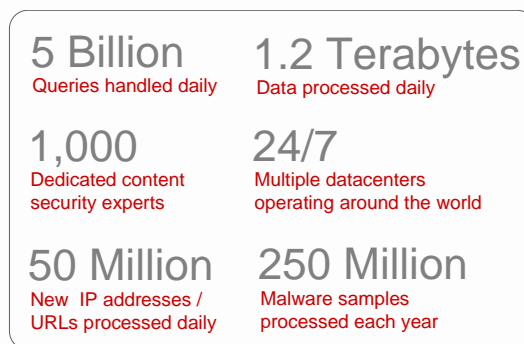 5 Billion
Queries handled daily
1.2 Terabytes
Data processed daily
1,000
Dedicated content
security experts
24/7
Multiple datacenters
operating around the world
50 Million
New IP addresses /
URLs processed daily
250 Million
Malware samples
processed each year